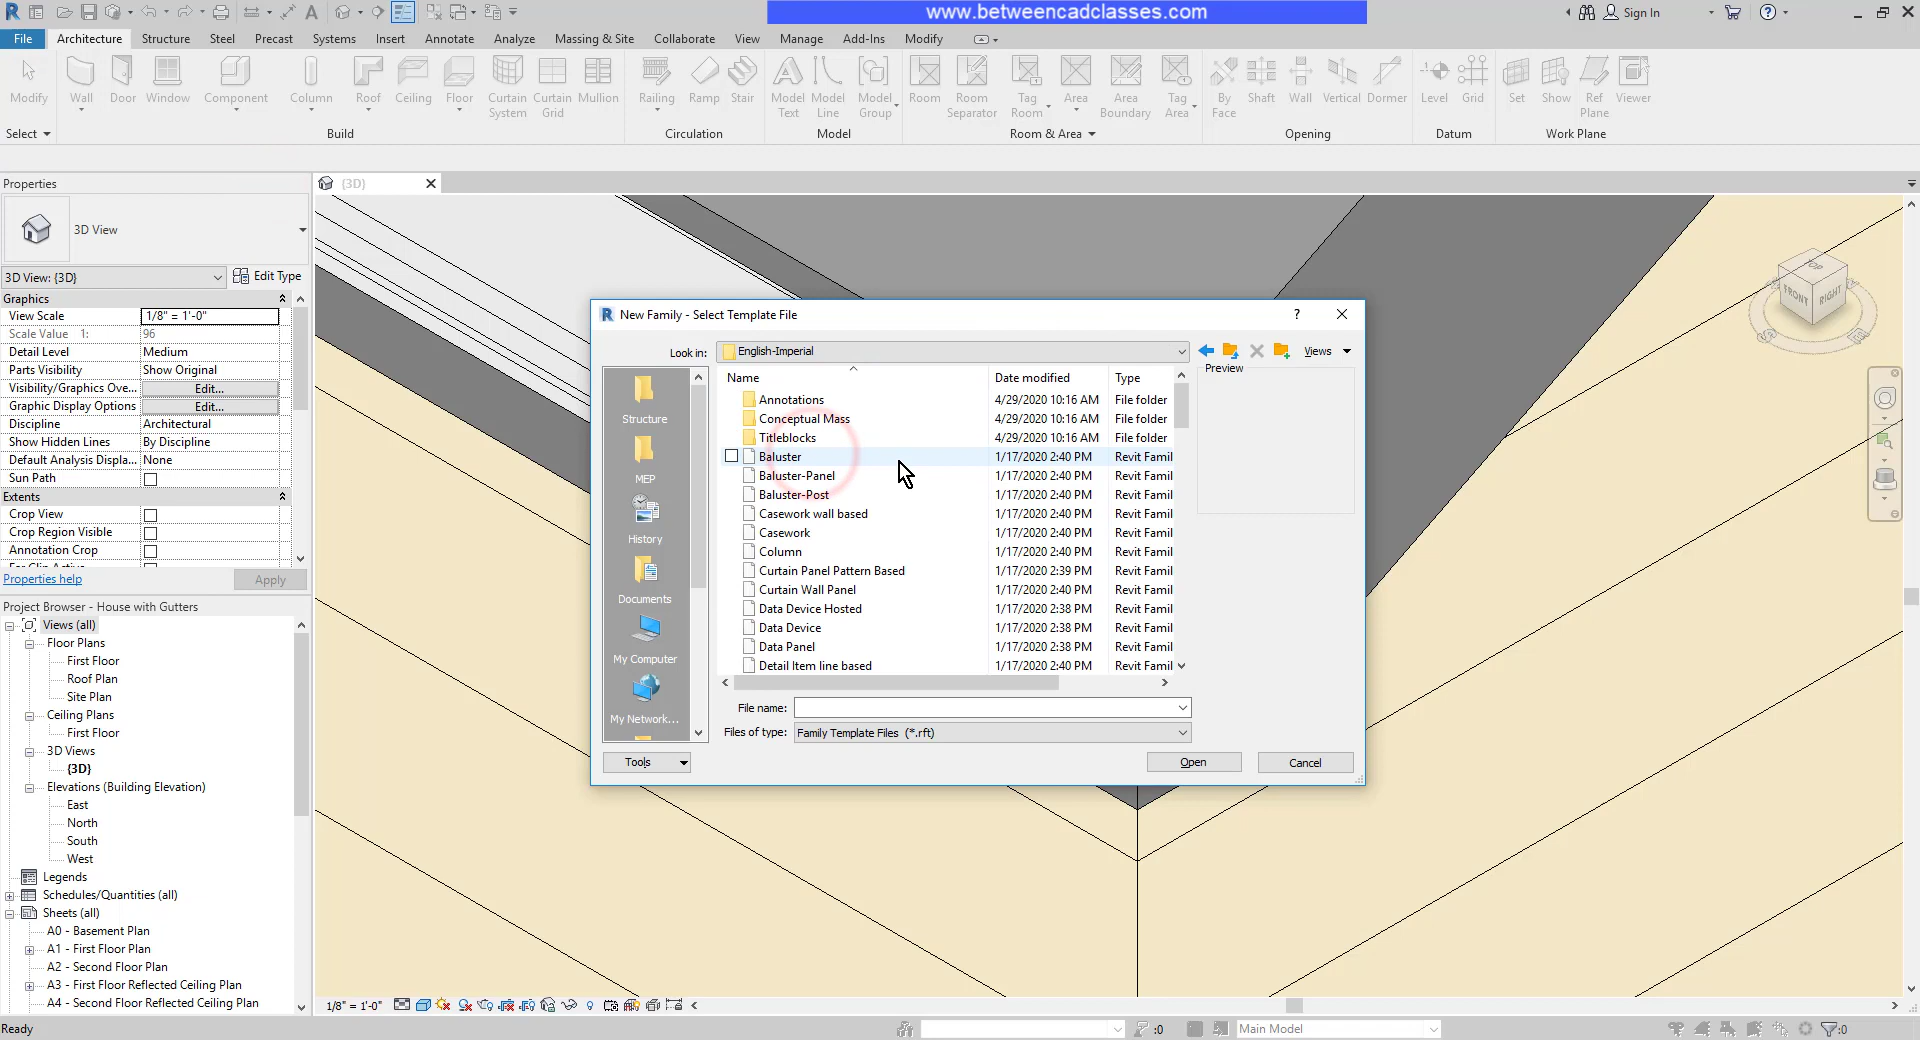 www.betweencadclasses.com
Sign In
File Architecture Structure Steel Precast Systems Insert Annotate Analyze Massing & Site Collaborate View Manage Add-Ins Modify
Modify Wall Door Window Component Column Roof Ceiling Floor Curtain System Curtain Grid Mullion Railing Ramp Stair Model Text Model Line Model Group Room Room Separator Tag Room Area Area Boundary Tag Area By Face Shaft Wall Vertical Dormer Level Grid Set Show Ref Plane Viewer
Select Build Circulation Model Room & Area Opening Datum Work Plane
Properties
{3D}
3D View
3D View: {3D} Edit Type
Graphics
View Scale 1/8" = 1'-0"
Scale Value 1: 96
Detail Level Medium
Parts Visibility Show Original
Visibility/Graphics Ove... Edit...
Graphic Display Options Edit...
Discipline Architectural
Show Hidden Lines By Discipline
Default Analysis Displa... None
Sun Path
Extents
Crop View
Crop Region Visible
Annotation Crop
Properties help Apply
Project Browser - House with Gutters
Views (all)
Floor Plans
First Floor
Roof Plan
Site Plan
Ceiling Plans
First Floor
3D Views
{3D}
Elevations (Building Elevation)
East
North
South
West
Legends
Schedules/Quantities (all)
Sheets (all)
A0 - Basement Plan
A1 - First Floor Plan
A2 - Second Floor Plan
A3 - First Floor Reflected Ceiling Plan
A4 - Second Floor Reflected Ceiling Plan
TOP
FRONT RIGHT
S E
New Family - Select Template File
Look in: English-Imperial Views
Structure
MEP
History
Documents
My Computer
My Network...
Name Date modified Type
Annotations 4/29/2020 10:16 AM File folder
Conceptual Mass 4/29/2020 10:16 AM File folder
Titleblocks 4/29/2020 10:16 AM File folder
Baluster 1/17/2020 2:40 PM Revit Famil
Baluster-Panel 1/17/2020 2:40 PM Revit Famil
Baluster-Post 1/17/2020 2:40 PM Revit Famil
Casework wall based 1/17/2020 2:40 PM Revit Famil
Casework 1/17/2020 2:40 PM Revit Famil
Column 1/17/2020 2:40 PM Revit Famil
Curtain Panel Pattern Based 1/17/2020 2:39 PM Revit Famil
Curtain Wall Panel 1/17/2020 2:40 PM Revit Famil
Data Device Hosted 1/17/2020 2:38 PM Revit Famil
Data Device 1/17/2020 2:38 PM Revit Famil
Data Panel 1/17/2020 2:38 PM Revit Famil
Detail Item line based 1/17/2020 2:40 PM Revit Famil
Preview
File name:
Files of type: Family Template Files (*.rft)
Tools Open Cancel
1/8" = 1'-0"
Ready :0 Main Model :0